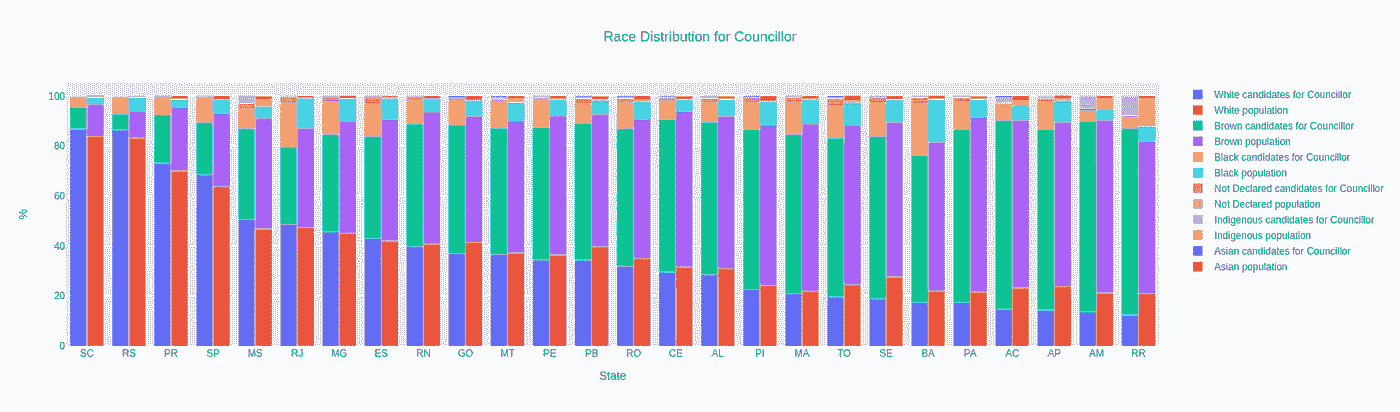 Race Distribution for Councillor
100
80
60
40
20
0
%
SC RS PR SP MS RJ MG ES RN GO MT PE PB RO CE AL PI MA TO SE BA PA AC AP AM RR
State
White candidates for Councillor
White population
Brown candidates for Councillor
Brown population
Black candidates for Councillor
Black population
Not Declared candidates for Councillor
Not Declared population
Indigenous candidates for Councillor
Indigenous population
Asian candidates for Councillor
Asian population